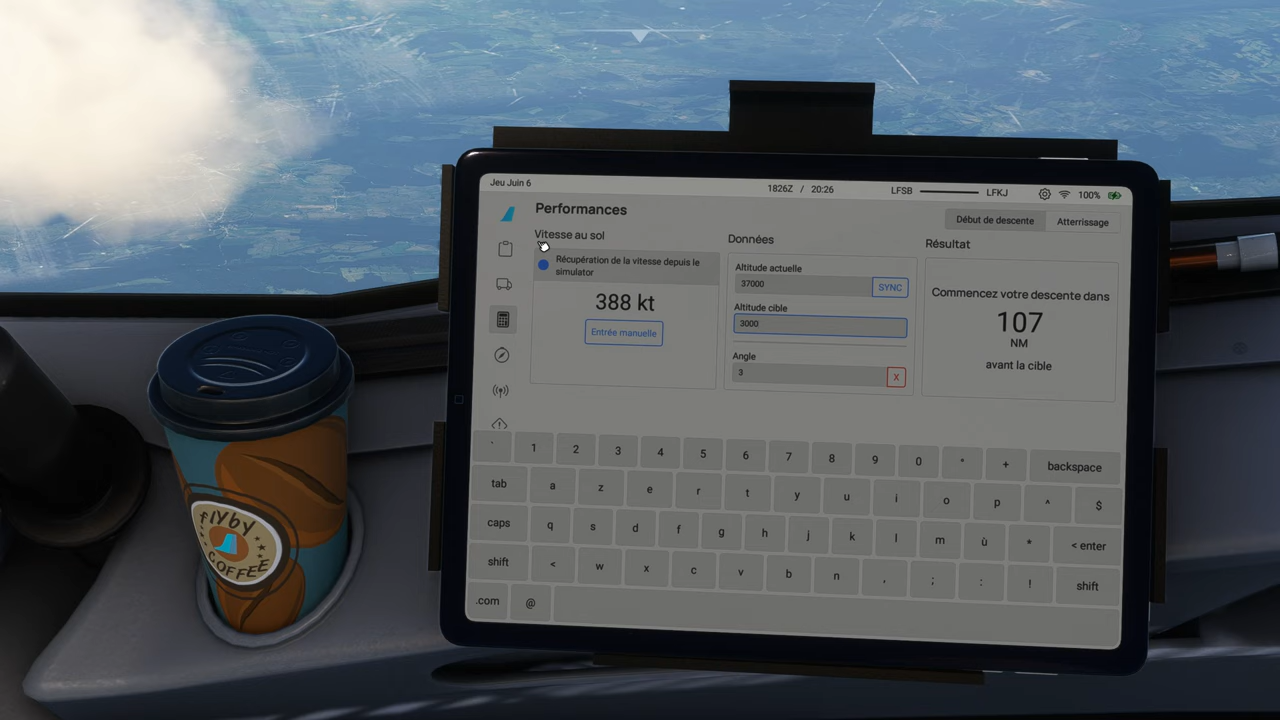 Jeu Juin 6
1826Z / 20:26
LFSB
LFKJ
100%
Performances
Début de descente
Atterrissage
Vitesse au sol
Récupération de la vitesse depuis le
simulator
388 kt
Entrée manuelle
Données
Altitude actuelle
37000
SYNC
Altitude cible
3000
Angle
3
X
Résultat
Commencez votre descente dans
107
NM
avant la cible
` 1 2 3 4 5 6 7 8 9 0 ° + backspace
tab a z e r t y u i o p ^ $
caps q s d f g h j k l m ù * < enter
shift < w x c v b n , ; : ! shift
.com @
flyby
COFFEE